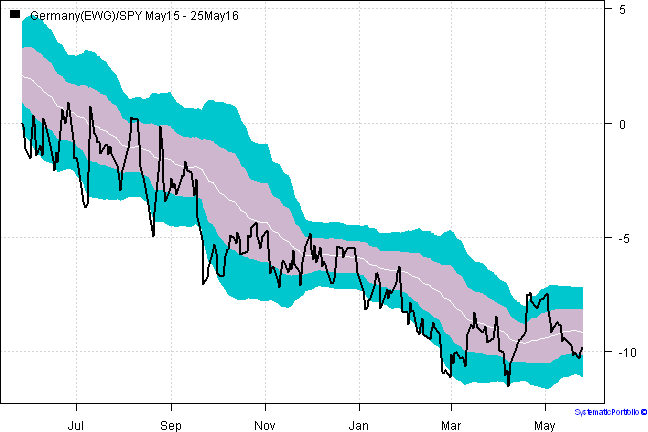 Germany(EWG)/SPY May15 - 25May16
5
0
-5
-10
Jul Sep Nov Jan Mar May
SystematicPortfolio ©